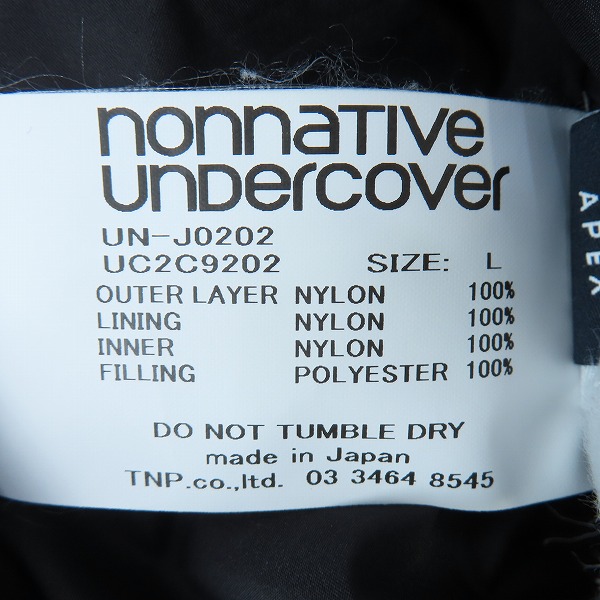 nonnative
undercover
UN-J0202
UC2C9202 SIZE: L
OUTER LAYER NYLON 100%
LINING NYLON 100%
INNER NYLON 100%
FILLING POLYESTER 100%
DO NOT TUMBLE DRY
made in Japan
TNP.co.,ltd. 03 3464 8545
APEX